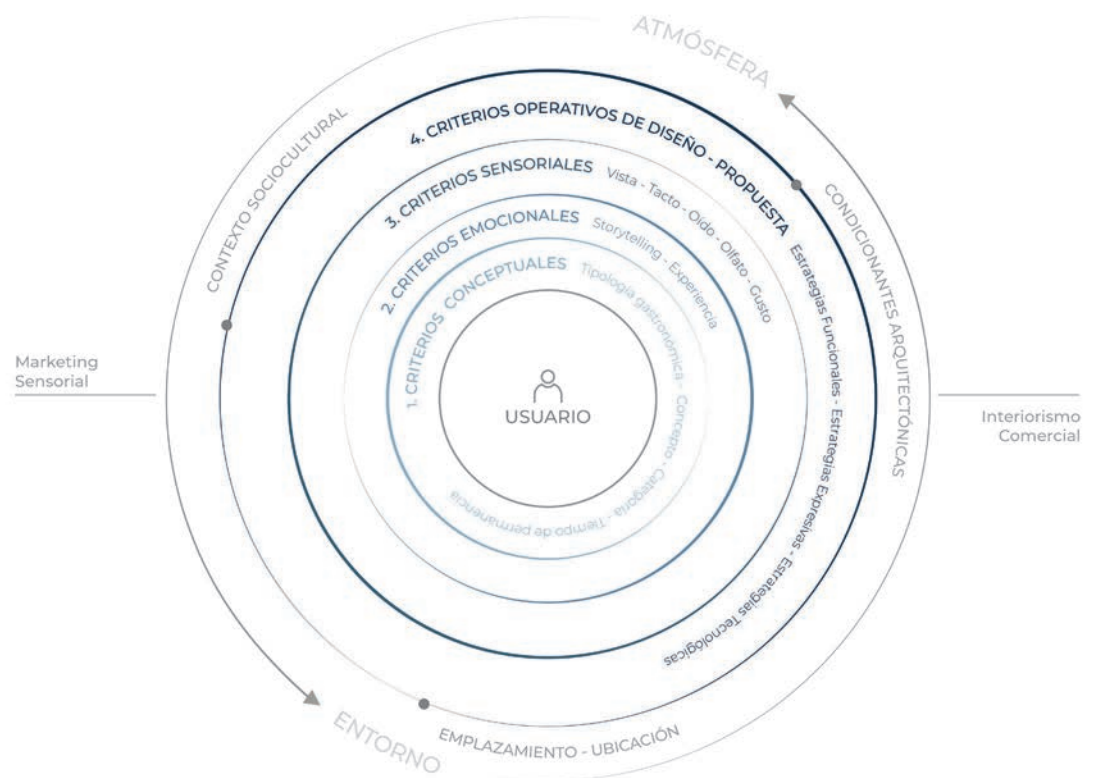 ATMÓSFERA
CONTEXTO SOCIOCULTURAL
CONDICIONANTES ARQUITECTÓNICAS
4. CRITERIOS OPERATIVOS DE DISEÑO - PROPUESTA
Estrategias Funcionales - Estrategias Expresivas - Estrategias Tecnológicas
3. CRITERIOS SENSORIALES
Vista - Tacto - Oído - Olfato - Gusto
2. CRITERIOS EMOCIONALES
Storytelling - Experiencia
1. CRITERIOS CONCEPTUALES
Tipología gastronómica - Concepto - Categoría - Tiempo de permanencia
USUARIO
Marketing
Sensorial
Interiorismo
Comercial
ENTORNO
EMPLAZAMIENTO - UBICACIÓN